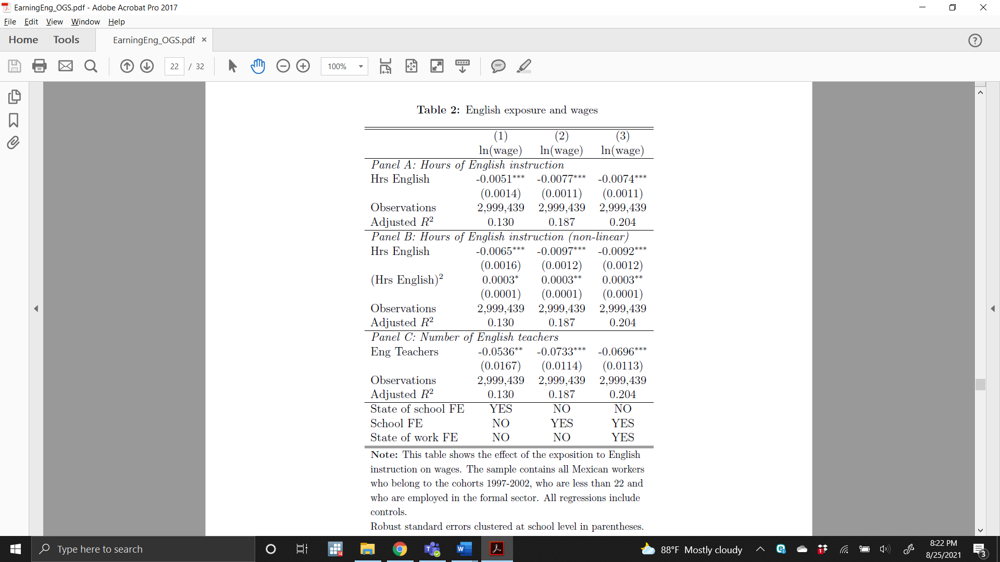 EarningEng_OGS.pdf - Adobe Acrobat Pro 2017
File Edit View Window Help
Home Tools EarningEng_OGS.pdf ×
22 / 32 100%
Table 2: English exposure and wages
(1) (2) (3)
ln(wage) ln(wage) ln(wage)
Panel A: Hours of English instruction
Hrs English -0.0051*** -0.0077*** -0.0074***
(0.0014) (0.0011) (0.0011)
Observations 2,999,439 2,999,439 2,999,439
Adjusted R² 0.130 0.187 0.204
Panel B: Hours of English instruction (non-linear)
Hrs English -0.0065*** -0.0097*** -0.0092***
(0.0016) (0.0012) (0.0012)
(Hrs English)² 0.0003* 0.0003** 0.0003**
(0.0001) (0.0001) (0.0001)
Observations 2,999,439 2,999,439 2,999,439
Adjusted R² 0.130 0.187 0.204
Panel C: Number of English teachers
Eng Teachers -0.0536** -0.0733*** -0.0696***
(0.0167) (0.0114) (0.0113)
Observations 2,999,439 2,999,439 2,999,439
Adjusted R² 0.130 0.187 0.204
State of school FE YES NO NO
School FE NO YES YES
State of work FE NO NO YES
Note: This table shows the effect of the exposition to English
instruction on wages. The sample contains all Mexican workers
who belong to the cohorts 1997-2002, who are less than 22 and
who are employed in the formal sector. All regressions include
controls.
Robust standard errors clustered at school level in parentheses.
Type here to search
14
88°F Mostly cloudy
1
8:22 PM
8/25/2021
3